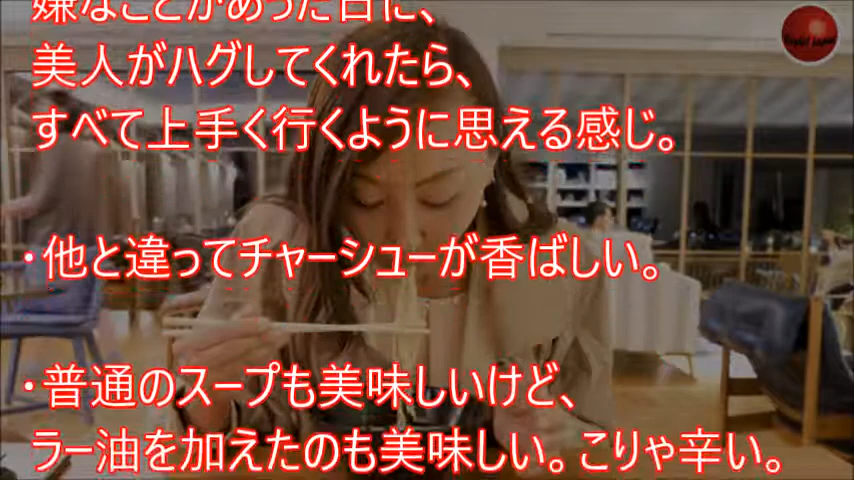 嫌なことがあった日に、
美人がハグしてくれたら、
すべて上手く行くように思える感じ。
・他と違ってチャーシューが香ばしい。
・普通のスープも美味しいけど、
ラー油を加えたのも美味しい。こりゃ辛い。